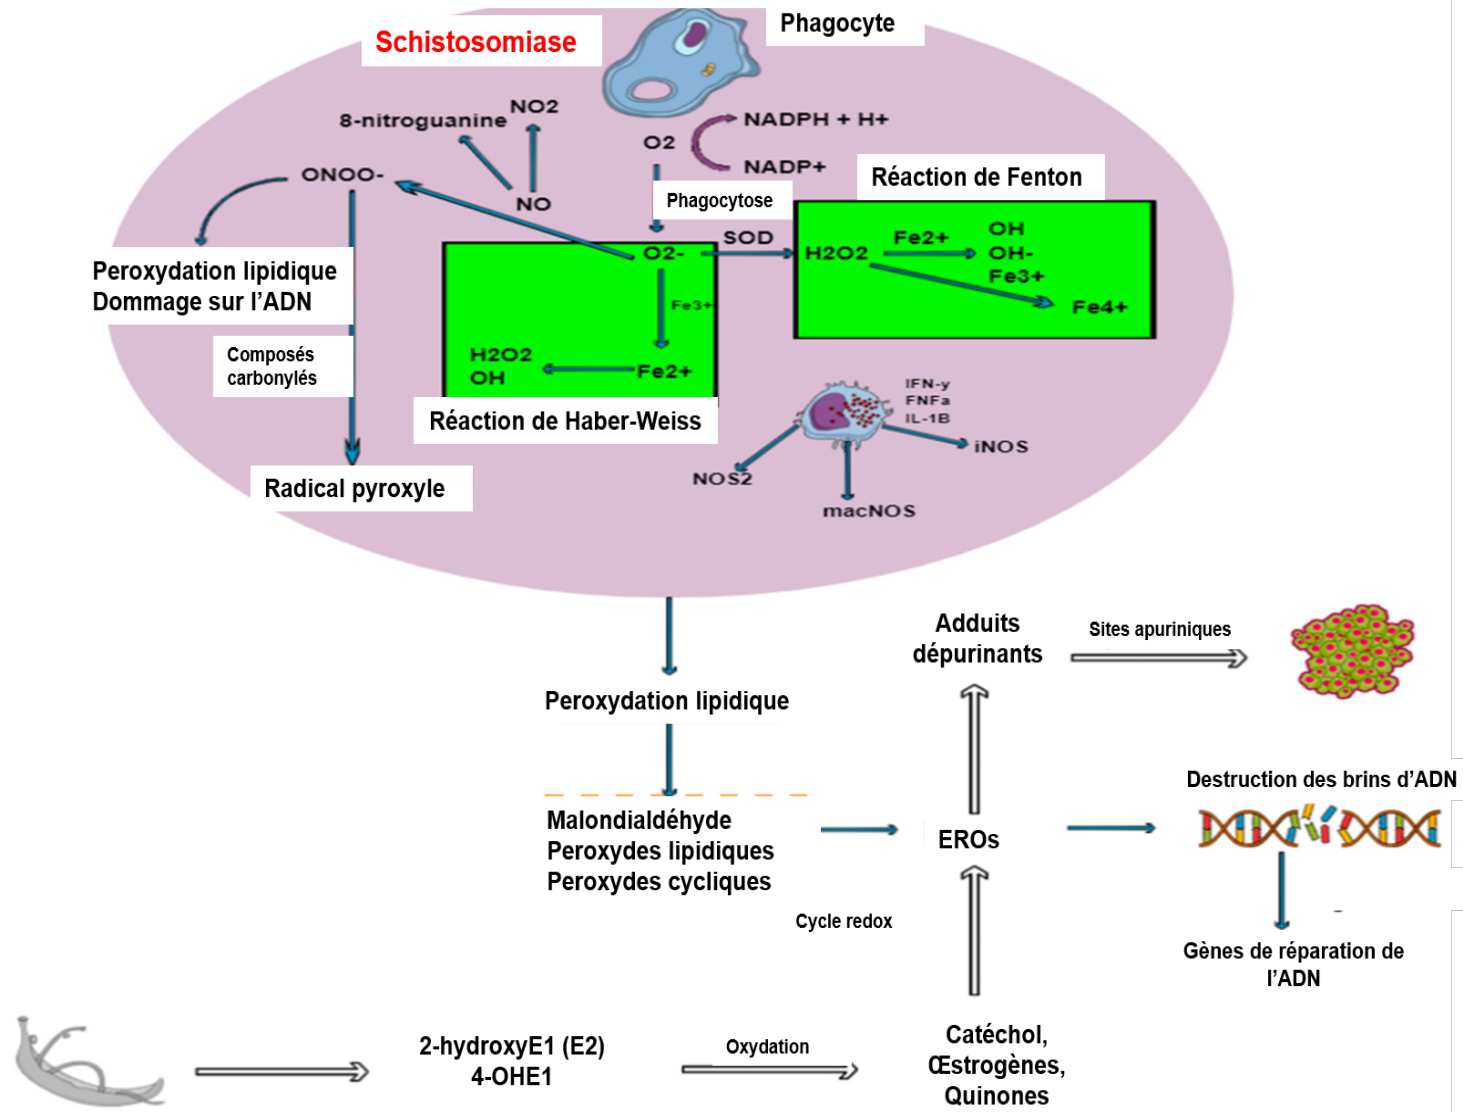 Phagocyte
Schistosomiase
NO2
8-nitroguanine
NADPH + H+
O2
NADP+
ONOO-
Réaction de Fenton
NO
Phagocytose
SOD
O2-
H2O2
Fe2+
OH
OH-
Fe3+
Fe4+
Peroxydation lipidique
Dommage sur l'ADN
Fe3+
Composés
carbonylés
H2O2
OH
Fe2+
Réaction de Haber-Weiss
IFN-y
FNFa
IL-1B
iNOS
NOS2
macNOS
Radical pyroxyle
Adduits
dépurinants
Sites apuriniques
Peroxydation lipidique
Destruction des brins d'ADN
Malondialdéhyde
Peroxydes lipidiques
Peroxydes cycliques
EROs
Cycle redox
Gènes de réparation de
l'ADN
2-hydroxyE1 (E2)
4-OHE1
Oxydation
Catéchol,
Œstrogènes,
Quinones